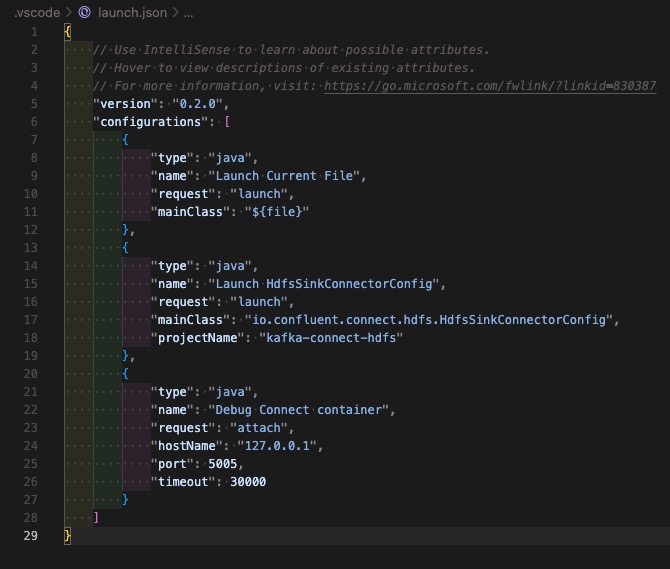 .vscode > launch.json > ...
1 {
2 // Use IntelliSense to learn about possible attributes.
3 // Hover to view descriptions of existing attributes.
4 // For more information, visit: https://go.microsoft.com/fwlink/?linkid=830387
5 "version": "0.2.0",
6 "configurations": [
7 {
8 "type": "java",
9 "name": "Launch Current File",
10 "request": "launch",
11 "mainClass": "${file}"
12 },
13 {
14 "type": "java",
15 "name": "Launch HdfsSinkConnectorConfig",
16 "request": "launch",
17 "mainClass": "io.confluent.connect.hdfs.HdfsSinkConnectorConfig",
18 "projectName": "kafka-connect-hdfs"
19 },
20 {
21 "type": "java",
22 "name": "Debug Connect container",
23 "request": "attach",
24 "hostName": "127.0.0.1",
25 "port": 5005,
26 "timeout": 30000
27 }
28 ]
29 }